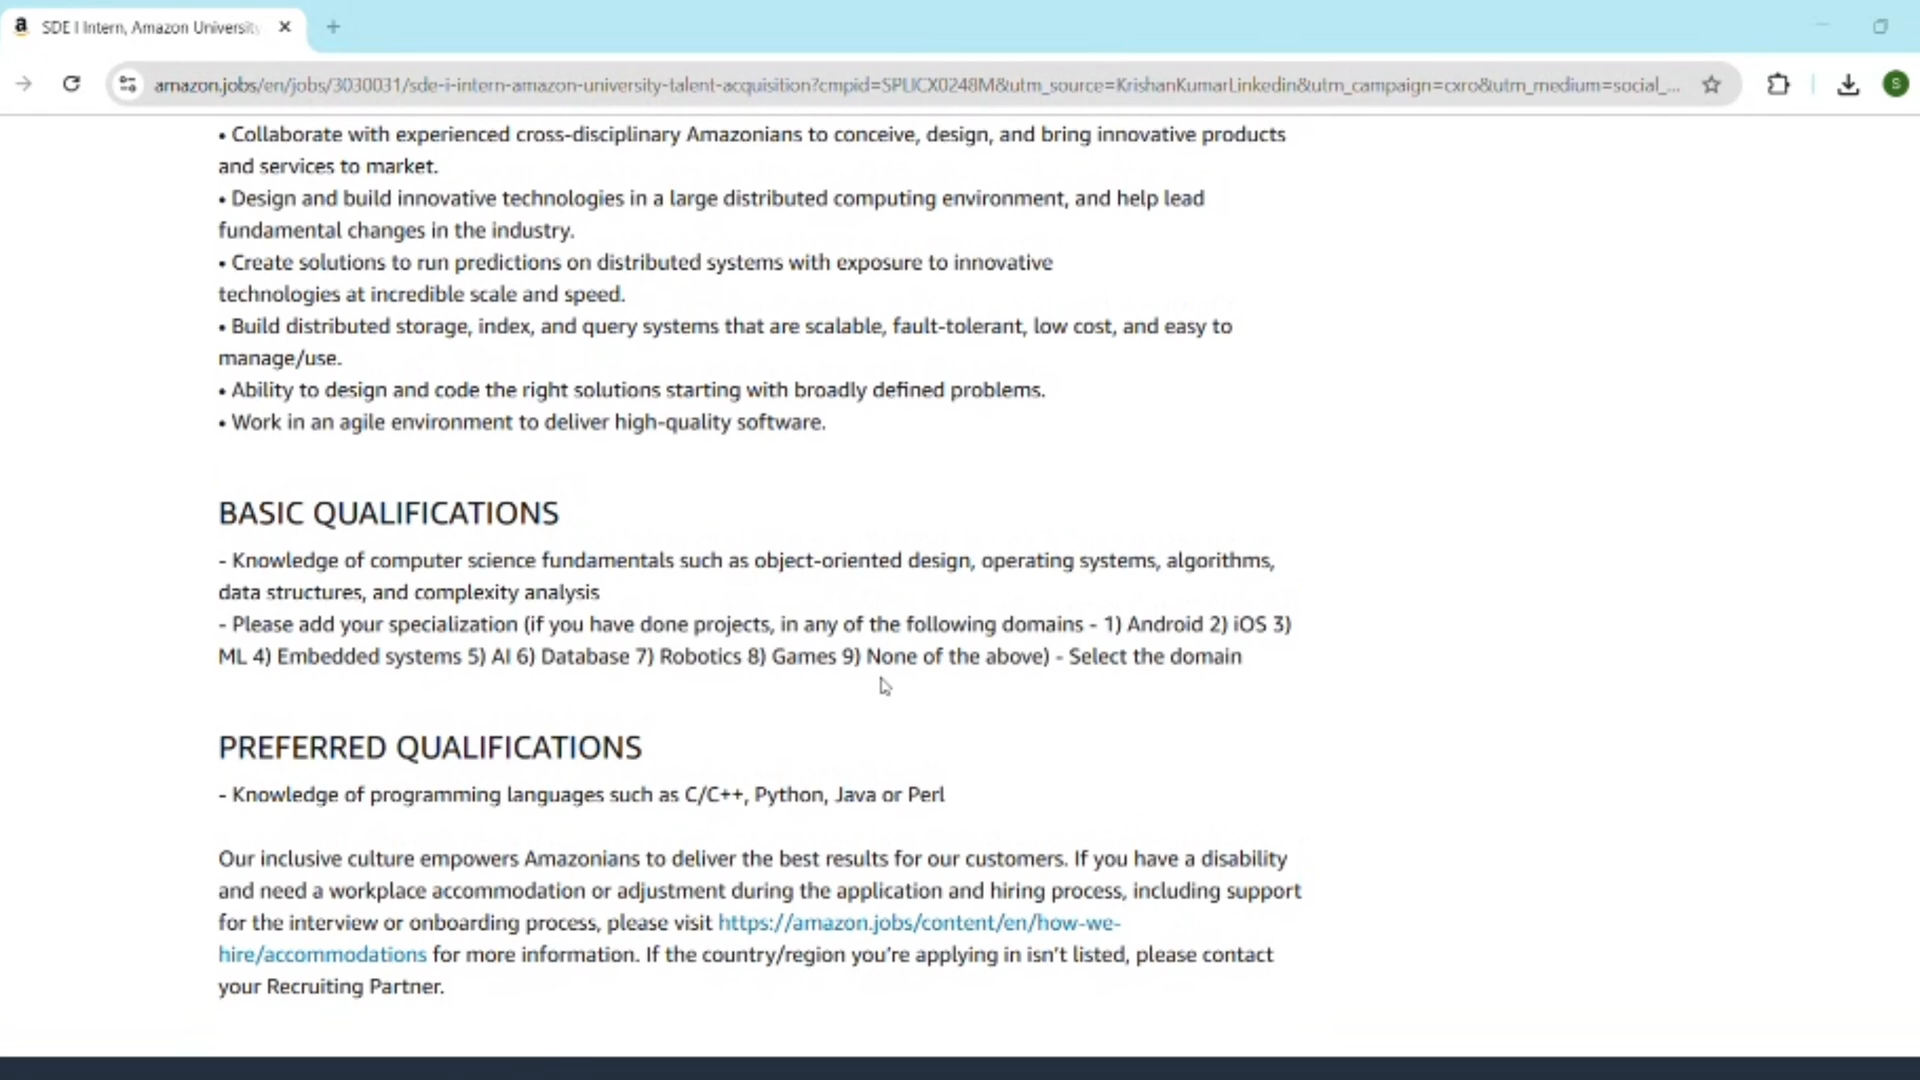 SDE I Intern, Amazon University
amazon.jobs/en/jobs/3030031/sde-i-intern-amazon-university-talent-acquisition?cmpid=SPLICX0248M&utm_source=KrishanKumarLinkedin&utm_campaign=cxro&utm_medium=social_...
S
• Collaborate with experienced cross-disciplinary Amazonians to conceive, design, and bring innovative products
and services to market.
• Design and build innovative technologies in a large distributed computing environment, and help lead
fundamental changes in the industry.
• Create solutions to run predictions on distributed systems with exposure to innovative
technologies at incredible scale and speed.
• Build distributed storage, index, and query systems that are scalable, fault-tolerant, low cost, and easy to
manage/use.
• Ability to design and code the right solutions starting with broadly defined problems.
• Work in an agile environment to deliver high-quality software.
BASIC QUALIFICATIONS
- Knowledge of computer science fundamentals such as object-oriented design, operating systems, algorithms,
data structures, and complexity analysis
- Please add your specialization (if you have done projects, in any of the following domains - 1) Android 2) iOS 3)
ML 4) Embedded systems 5) AI 6) Database 7) Robotics 8) Games 9) None of the above) - Select the domain
PREFERRED QUALIFICATIONS
- Knowledge of programming languages such as C/C++, Python, Java or Perl
Our inclusive culture empowers Amazonians to deliver the best results for our customers. If you have a disability
and need a workplace accommodation or adjustment during the application and hiring process, including support
for the interview or onboarding process, please visit https://amazon.jobs/content/en/how-we-
hire/accommodations for more information. If the country/region you're applying in isn't listed, please contact
your Recruiting Partner.